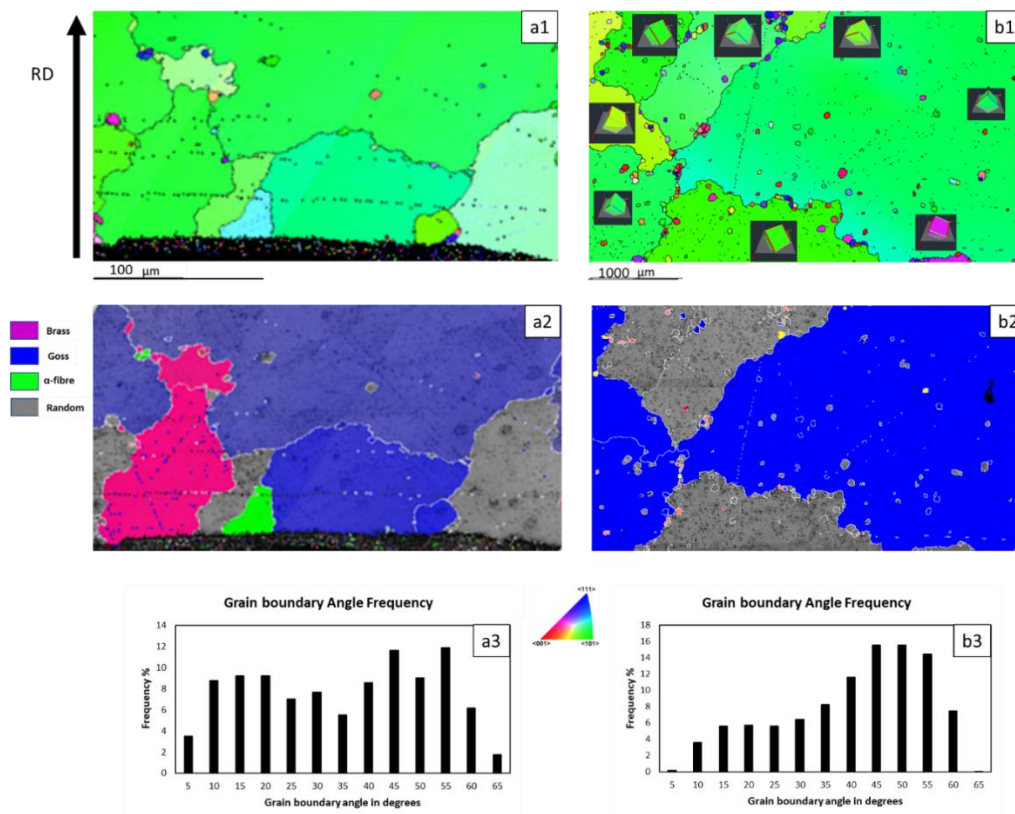 a1
b1
RD
100 µm
1000 µm
a2
b2
Brass
Goss
α-fibre
Random
<111>
<001>
<101>
Grain boundary Angle Frequency
a3
Frequency %
14
12
10
8
6
4
2
0
5 10 15 20 25 30 35 40 45 50 55 60 65
Grain boundary angle in degrees
Grain boundary Angle Frequency
b3
Frequency %
18
16
14
12
10
8
6
4
2
0
5 10 15 20 25 30 35 40 45 50 55 60 65
Grain boundary angle in degrees